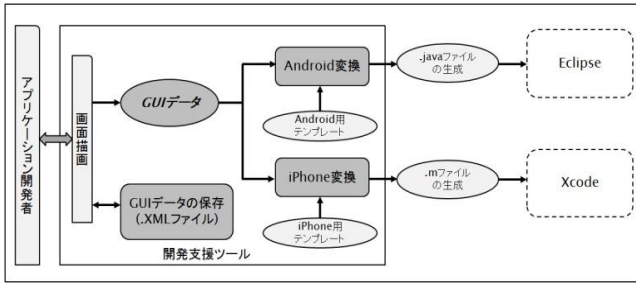 アプリケーション開発者
画面描画
GUIデータ
GUIデータの保存
(.XMLファイル)
Android変換
Android用
テンプレート
iPhone変換
iPhone用
テンプレート
開発支援ツール
.javaファイル
の生成
.mファイル
の生成
Eclipse
Xcode